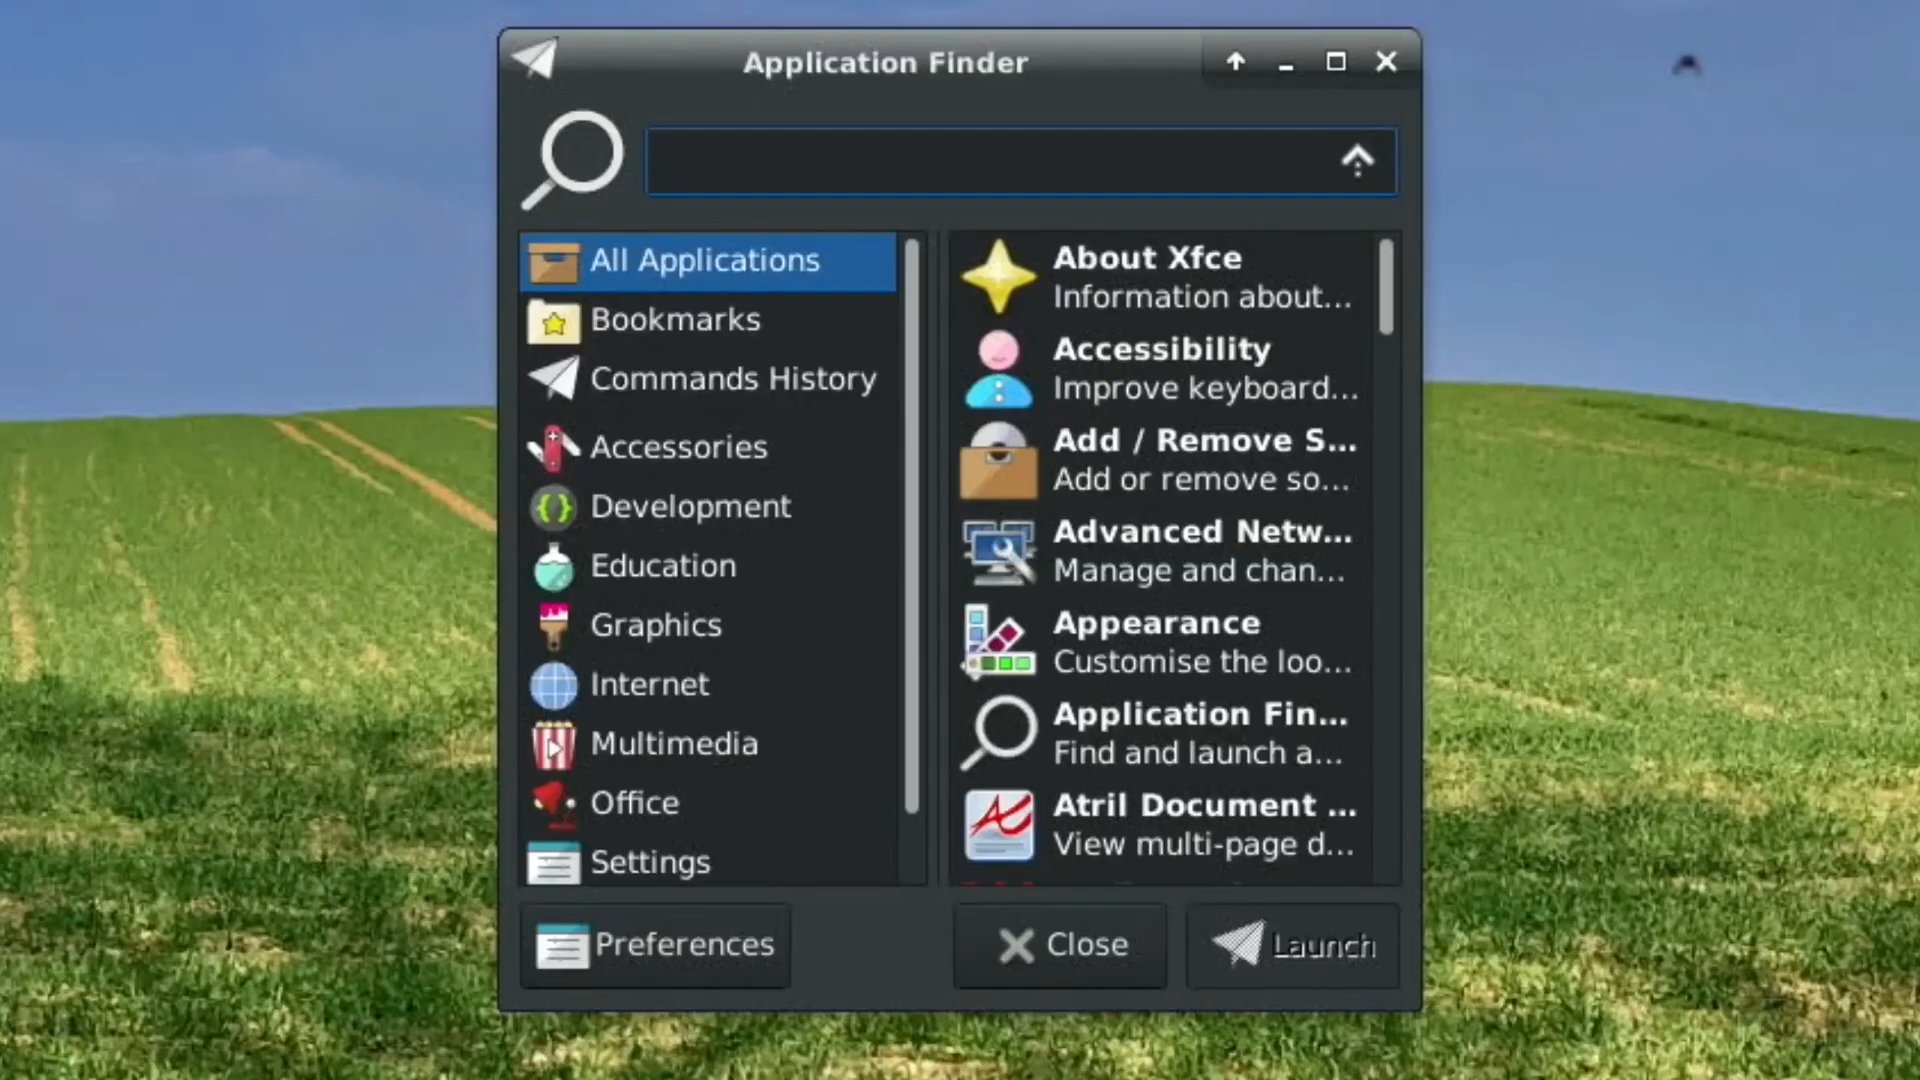 Application Finder
All Applications
Bookmarks
Commands History
Accessories
Development
Education
Graphics
Internet
Multimedia
Office
Settings
About Xfce
Information about...
Accessibility
Improve keyboard...
Add / Remove S...
Add or remove so...
Advanced Netw...
Manage and chan...
Appearance
Customise the loo...
Application Fin...
Find and launch a...
Atril Document ...
View multi-page d...
Preferences
Close
Launch